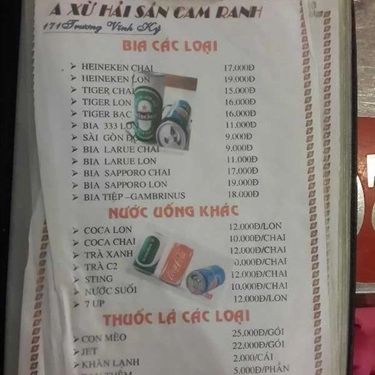 A XỨ HẢI SẢN CAM RANH
171 Trương Vĩnh Ký
BIA CÁC LOẠI
HEINEKEN CHAI 17.000Đ
HEINEKEN LON 19.000Đ
TIGER CHAI 15.000Đ
TIGER LON 16.000Đ
TIGER BẠC 16.000Đ
BIA 333 LON 11.000Đ
SÀI GÒN 9.000Đ
BIA LARUE CHAI 9.000Đ
BIA LARUE LON 11.000Đ
BIA SAPPORO CHAI 17.000Đ
BIA SAPPORO LON 19.000Đ
BIA TIỆP –GAMBRINUS 18.000Đ
NƯỚC UỐNG KHÁC
COCA LON 12.000Đ/LON
COCA CHAI 10.000Đ/CHAI
TRÀ XANH 12.000Đ/CHAI
TRÀ C2 .000Đ/CHAI
STING 12.000Đ/CHAI
NƯỚC SUỐI 10.000Đ/CHAI
7 UP 12.000Đ/LON
THUỐC LÁ CÁC LOẠI
CON MÈO 25.000Đ/GÓI
JET 22.000Đ/GÓI
KHĂN LẠNH 2.000/CÁI
THÊM 5.000Đ/PHẦN